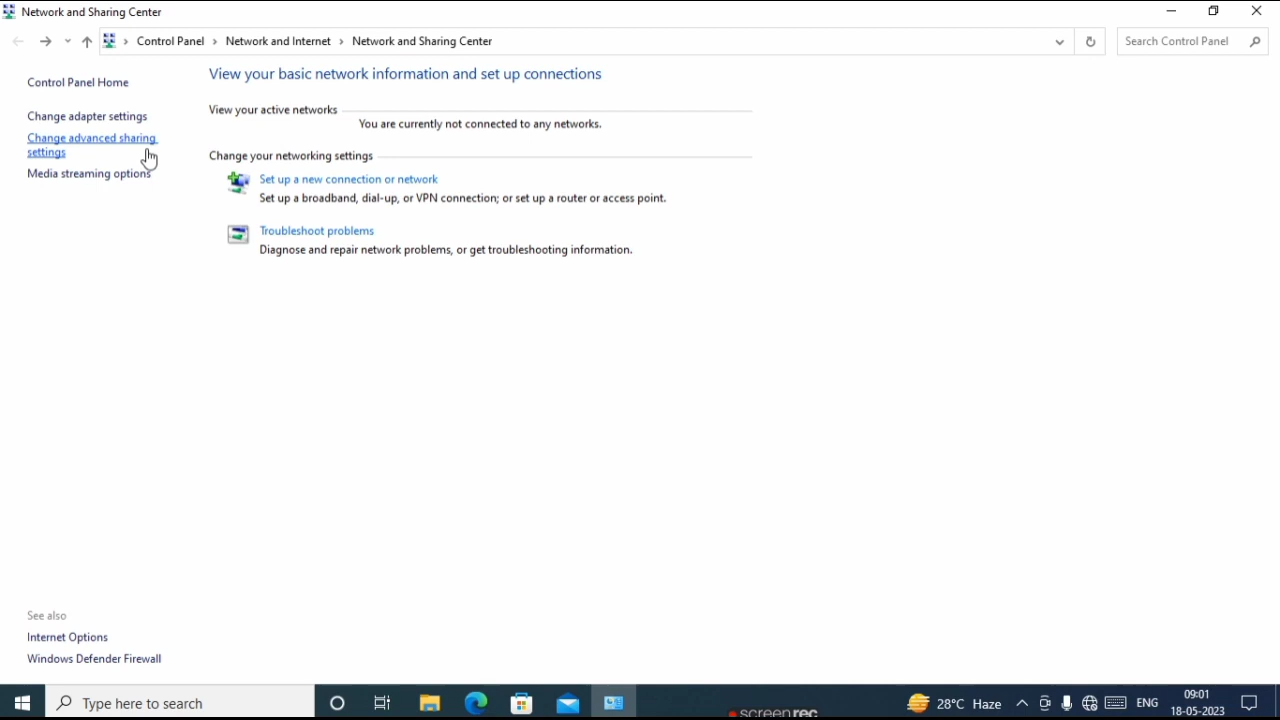 Network and Sharing Center
Control Panel > Network and Internet > Network and Sharing Center
Search Control Panel
Control Panel Home
Change adapter settings
Change advanced sharing
settings
Media streaming options
View your basic network information and set up connections
View your active networks
You are currently not connected to any networks.
Change your networking settings
Set up a new connection or network
Set up a broadband, dial-up, or VPN connection; or set up a router or access point.
Troubleshoot problems
Diagnose and repair network problems, or get troubleshooting information.
See also
Internet Options
Windows Defender Firewall
Type here to search
screenrec
28°C Haze
ENG
09:01
18-05-2023